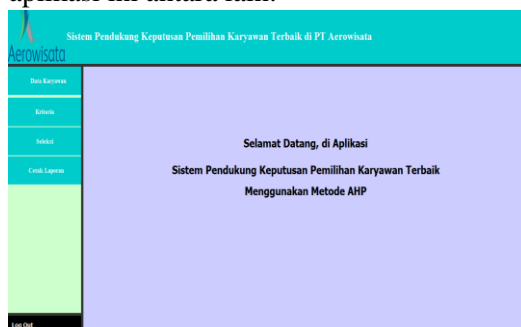 aplikasi ini antara lain:
Sistem Pendukung Keputusan Pemilihan Karyawan Terbaik di PT Aerowisata
Aerowisata
Data Karyawan
Kriteria
Seleksi
Cetak Laporan
Selamat Datang, di Aplikasi
Sistem Pendukung Keputusan Pemilihan Karyawan Terbaik
Menggunakan Metode AHP
Log Out